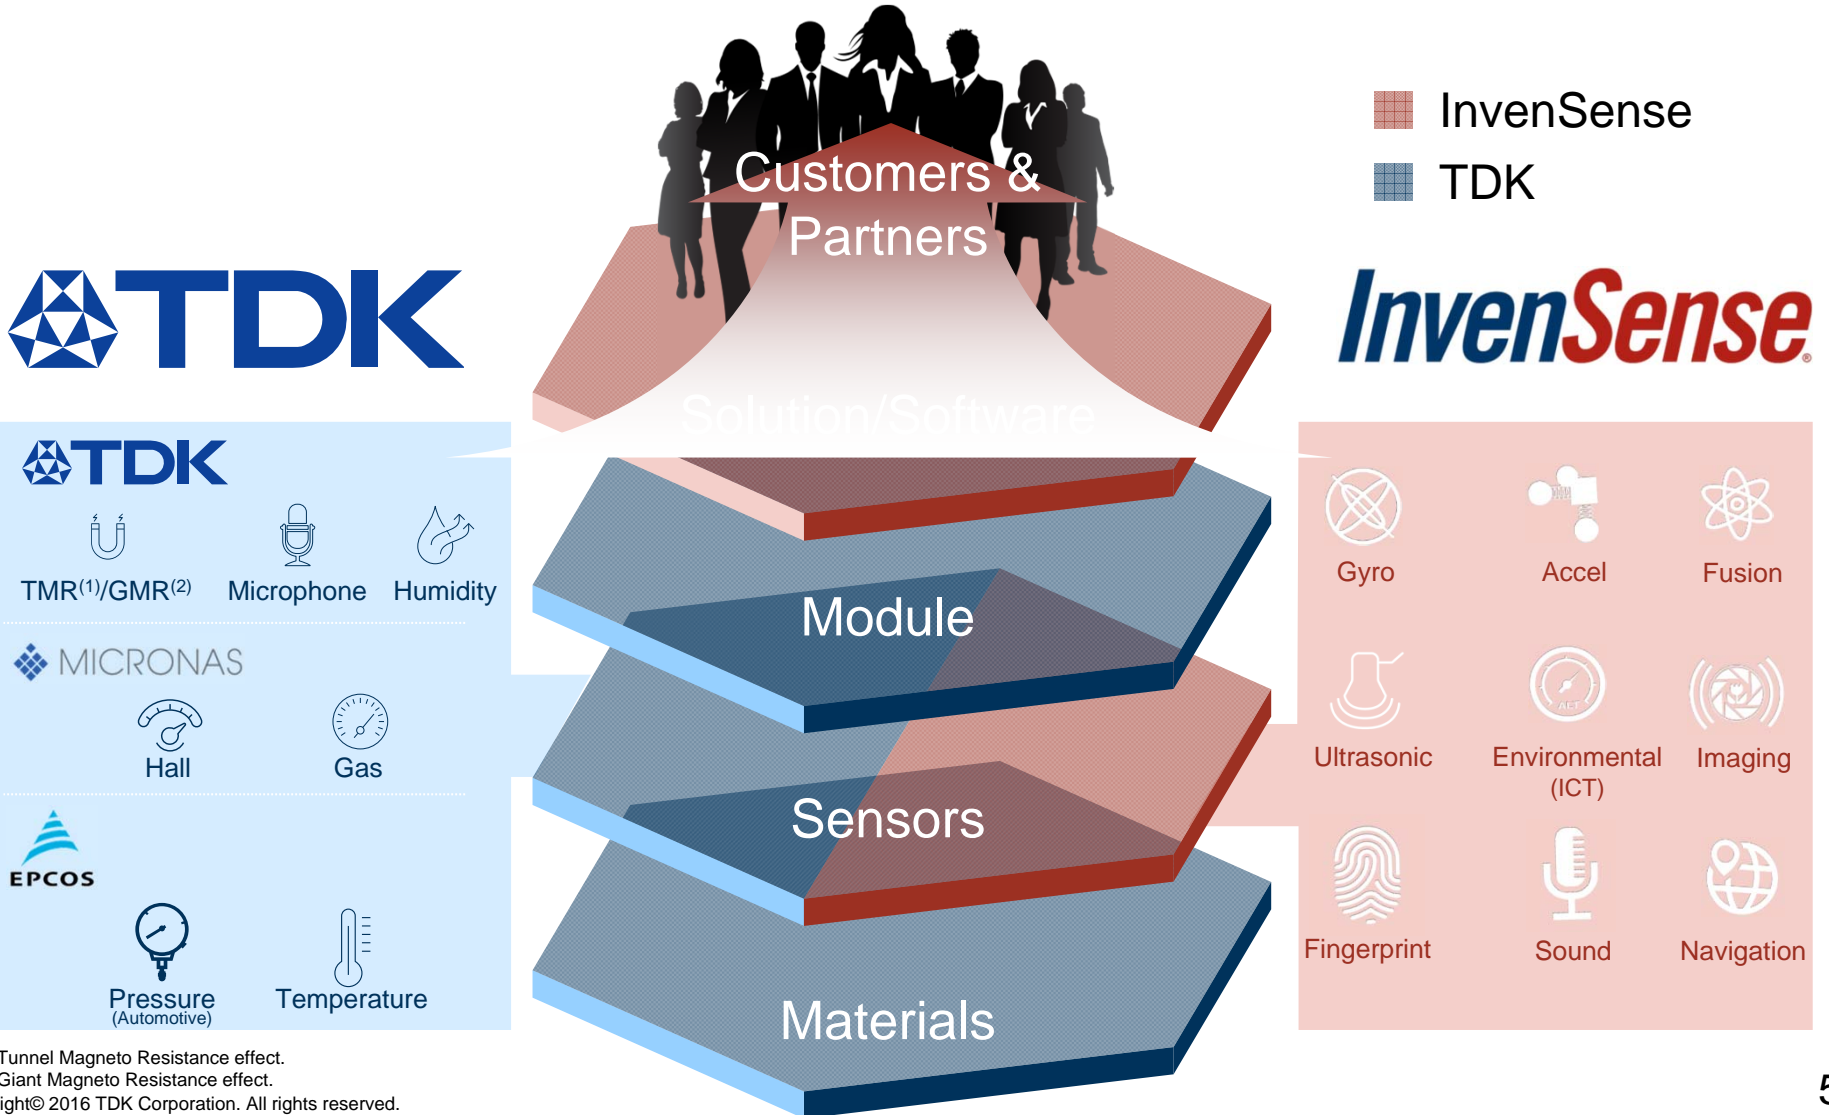 Customers &
Partners
InvenSense
TDK
TDK
InvenSense
Solution/Software
TDK
TMR(1)/GMR(2)
Microphone
Humidity
MICRONAS
Hall
Gas
EPCOS
Pressure
(Automotive)
Temperature
Module
Sensors
Materials
Gyro
Accel
Fusion
Ultrasonic
ALT
Environmental
(ICT)
Imaging
Fingerprint
Sound
Navigation
Tunnel Magneto Resistance effect.
Giant Magneto Resistance effect.
ight© 2016 TDK Corporation. All rights reserved.
5